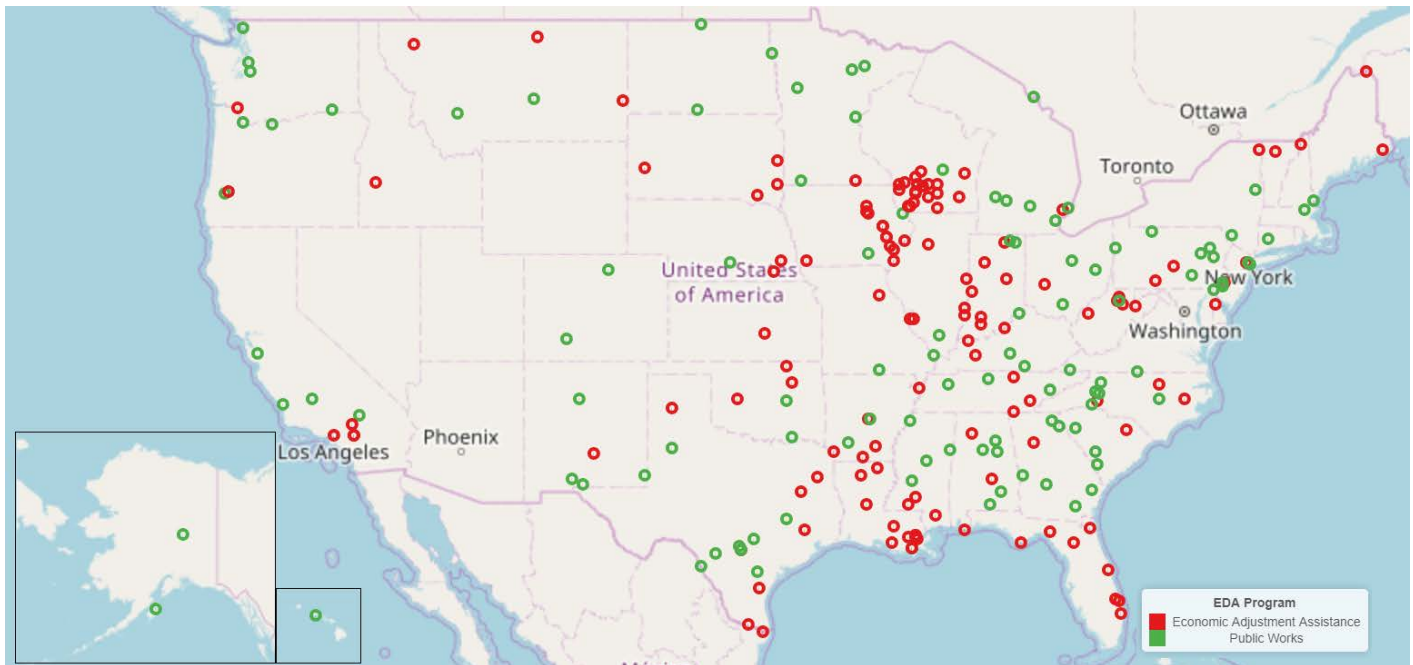 Ottawa
Toronto
United States
of America
New York
Washington
Phoenix
Los Angeles
EDA Program
Economic Adjustment Assistance
Public Works